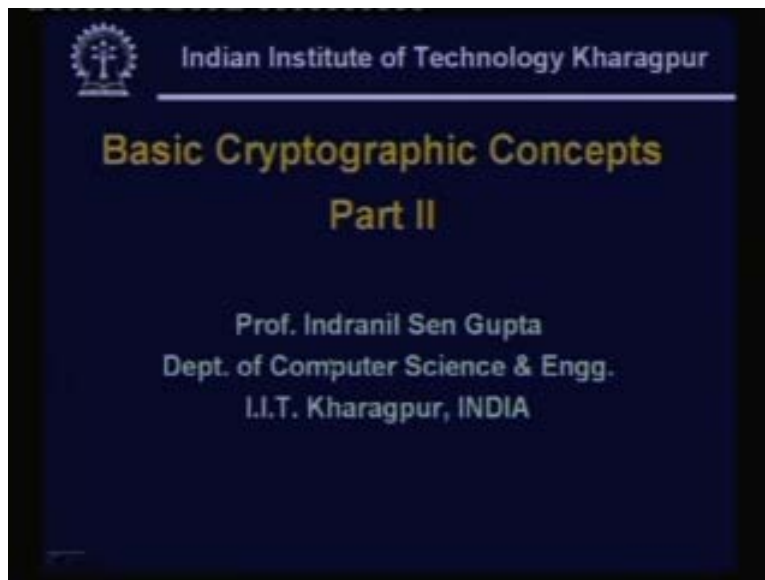 Indian Institute of Technology Kharagpur
Basic Cryptographic Concepts
Part II
Prof. Indranil Sen Gupta
Dept. of Computer Science & Engg.
I.I.T. Kharagpur, INDIA